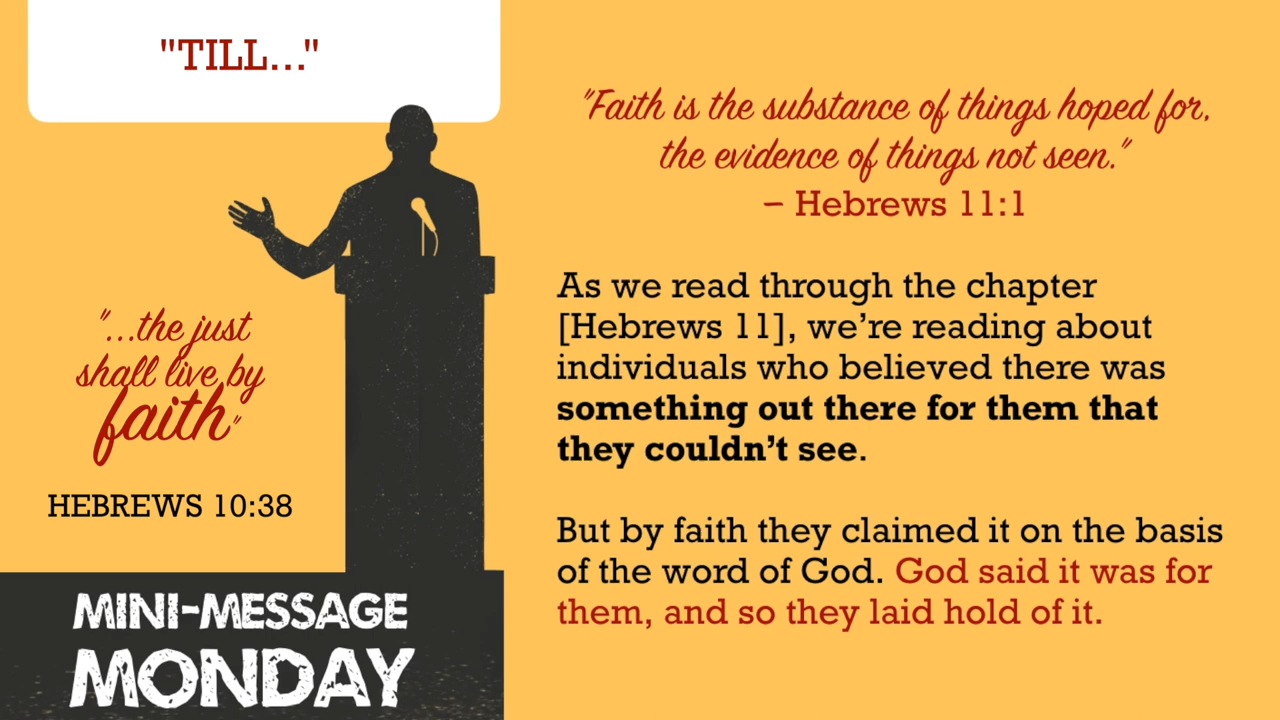 "TILL..."
"...the just
shall live by
faith"
HEBREWS 10:38
MINI-MESSAGE
MONDAY
"Faith is the substance of things hoped for,
the evidence of things not seen."
– Hebrews 11:1
As we read through the chapter
[Hebrews 11], we’re reading about
individuals who believed there was
something out there for them that
they couldn’t see.
But by faith they claimed it on the basis
of the word of God. God said it was for
them, and so they laid hold of it.